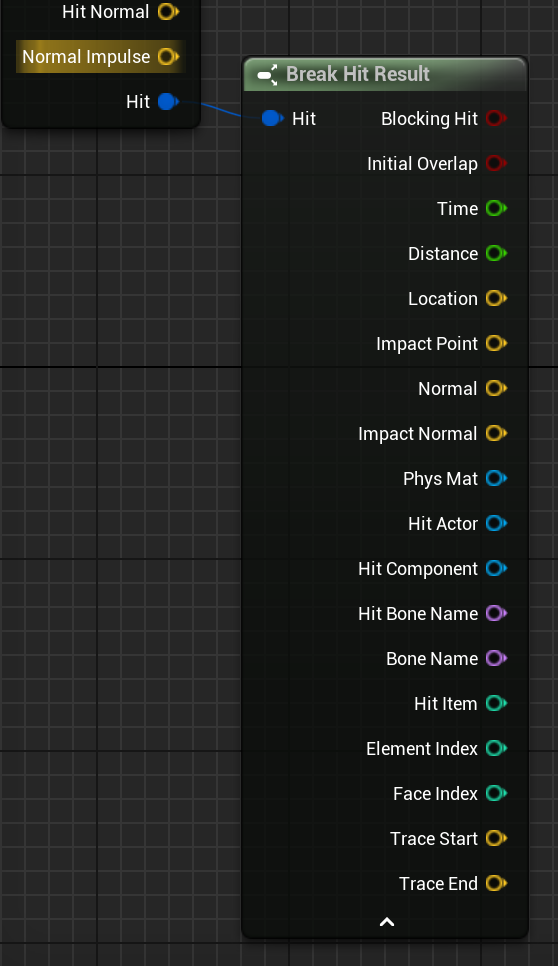 Hit Normal
Normal Impulse
Hit
Break Hit Result
Hit
Blocking Hit
Initial Overlap
Time
Distance
Location
Impact Point
Normal
Impact Normal
Phys Mat
Hit Actor
Hit Component
Hit Bone Name
Bone Name
Hit Item
Element Index
Face Index
Trace Start
Trace End